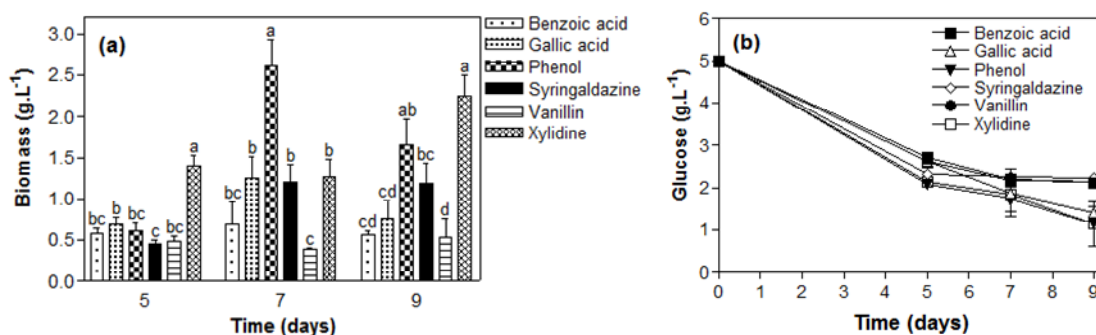 (a)
Biomass (g.L⁻¹)
3.0
2.5
2.0
1.5
1.0
0.5
0.0
bc b bc c bc a
bc b a b c b
cd cd ab bc d a
5 7 9
Time (days)
Benzoic acid
Gallic acid
Phenol
Syringaldazine
Vanillin
Xylidine
(b)
Glucose (g.L⁻¹)
6
5
4
3
2
1
0
0 1 2 3 4 5 6 7 8 9
Time (days)
Benzoic acid
Gallic acid
Phenol
Syringaldazine
Vanillin
Xylidine